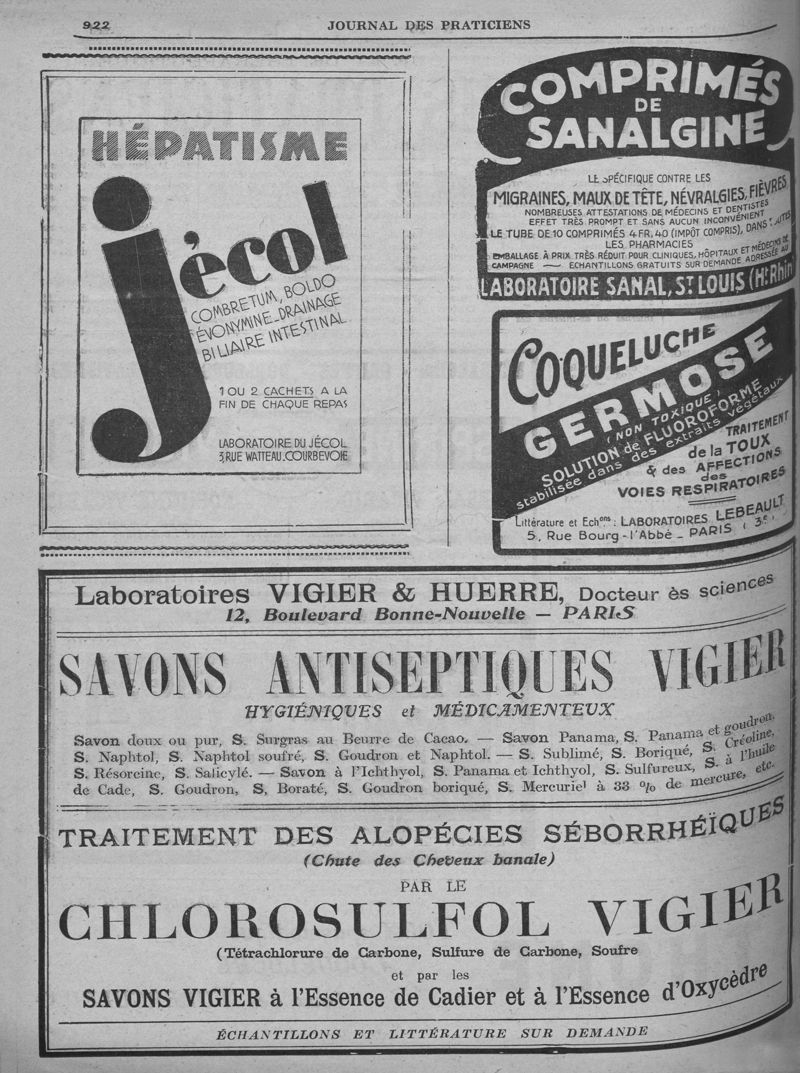 922
JOURNAL DES PRATICIENS
HÉPATISME
jécol
COMBRETUM, BOLDO
ÉVONYMINE_DRAINAGE
BILIAIRE INTESTINAL
1 OU 2 CACHETS A LA
FIN DE CHAQUE REPAS
LABORATOIRE DU JÉCOL
3, RUE WATTEAU. COURBEVOIE
COMPRIMÉS
DE
SANALGINE
LE SPÉCIFIQUE CONTRE LES
MIGRAINES, MAUX DE TÊTE, NÉVRALGIES, FIÈVRES
NOMBREUSES ATTESTATIONS DE MÉDECINS ET DENTISTES
EFFET TRÈS PROMPT ET SANS AUCUN INCONVÉNIENT
LE TUBE DE 10 COMPRIMÉS 4 FR. 40 (IMPÔT COMPRIS), DANS TOUTES
LES PHARMACIES
EMBALLAGE À PRIX TRÈS RÉDUIT POUR CLINIQUES, HÔPITAUX ET MÉDECINS DE
CAMPAGNE — ECHANTILLONS GRATUITS SUR DEMANDE ADRESSÉE AU
LABORATOIRE SANAL, ST LOUIS (Ht Rhin)
COQUELUCHE
GERMOSE
(NON TOXIQUE)
SOLUTION de FLUOROFORME
stabilisée dans des extraits végétaux
TRAITEMENT
de la TOUX
& des AFFECTIONS
des
VOIES RESPIRATOIRES
Littérature et Echons : LABORATOIRES LEBEAULT
5, Rue Bourg-l'Abbé - PARIS (3e)
Laboratoires VIGIER & HUERRE, Docteur ès sciences
12, Boulevard Bonne-Nouvelle — PARIS
SAVONS ANTISEPTIQUES VIGIER
HYGIÉNIQUES et MÉDICAMENTEUX
Savon doux ou pur, S. Surgras au Beurre de Cacao. — Savon Panama, S. Panama et goudron,
S. Naphtol, S. Naphtol soufré, S. Goudron et Naphtol. — S. Sublimé, S. Boriqué, S. Créoline,
S. Résorcine, S. Salicylé. — Savon à l'Ichthyol, S. Panama et Ichthyol, S. Sulfureux, S. à l'huile
de Cade, S. Goudron, S, Boraté, S. Goudron boriqué, S. Mercuriel à 33 % de mercure, etc.
TRAITEMENT DES ALOPÉCIES SÉBORRHÉÏQUES
(Chute des Cheveux banale)
PAR LE
CHLOROSULFOL VIGIER
(Tétrachlorure de Carbone, Sulfure de Carbone, Soufre
et par les
SAVONS VIGIER à l'Essence de Cadier et à l'Essence d'Oxycèdre
ÉCHANTILLONS ET LITTÉRATURE SUR DEMANDE